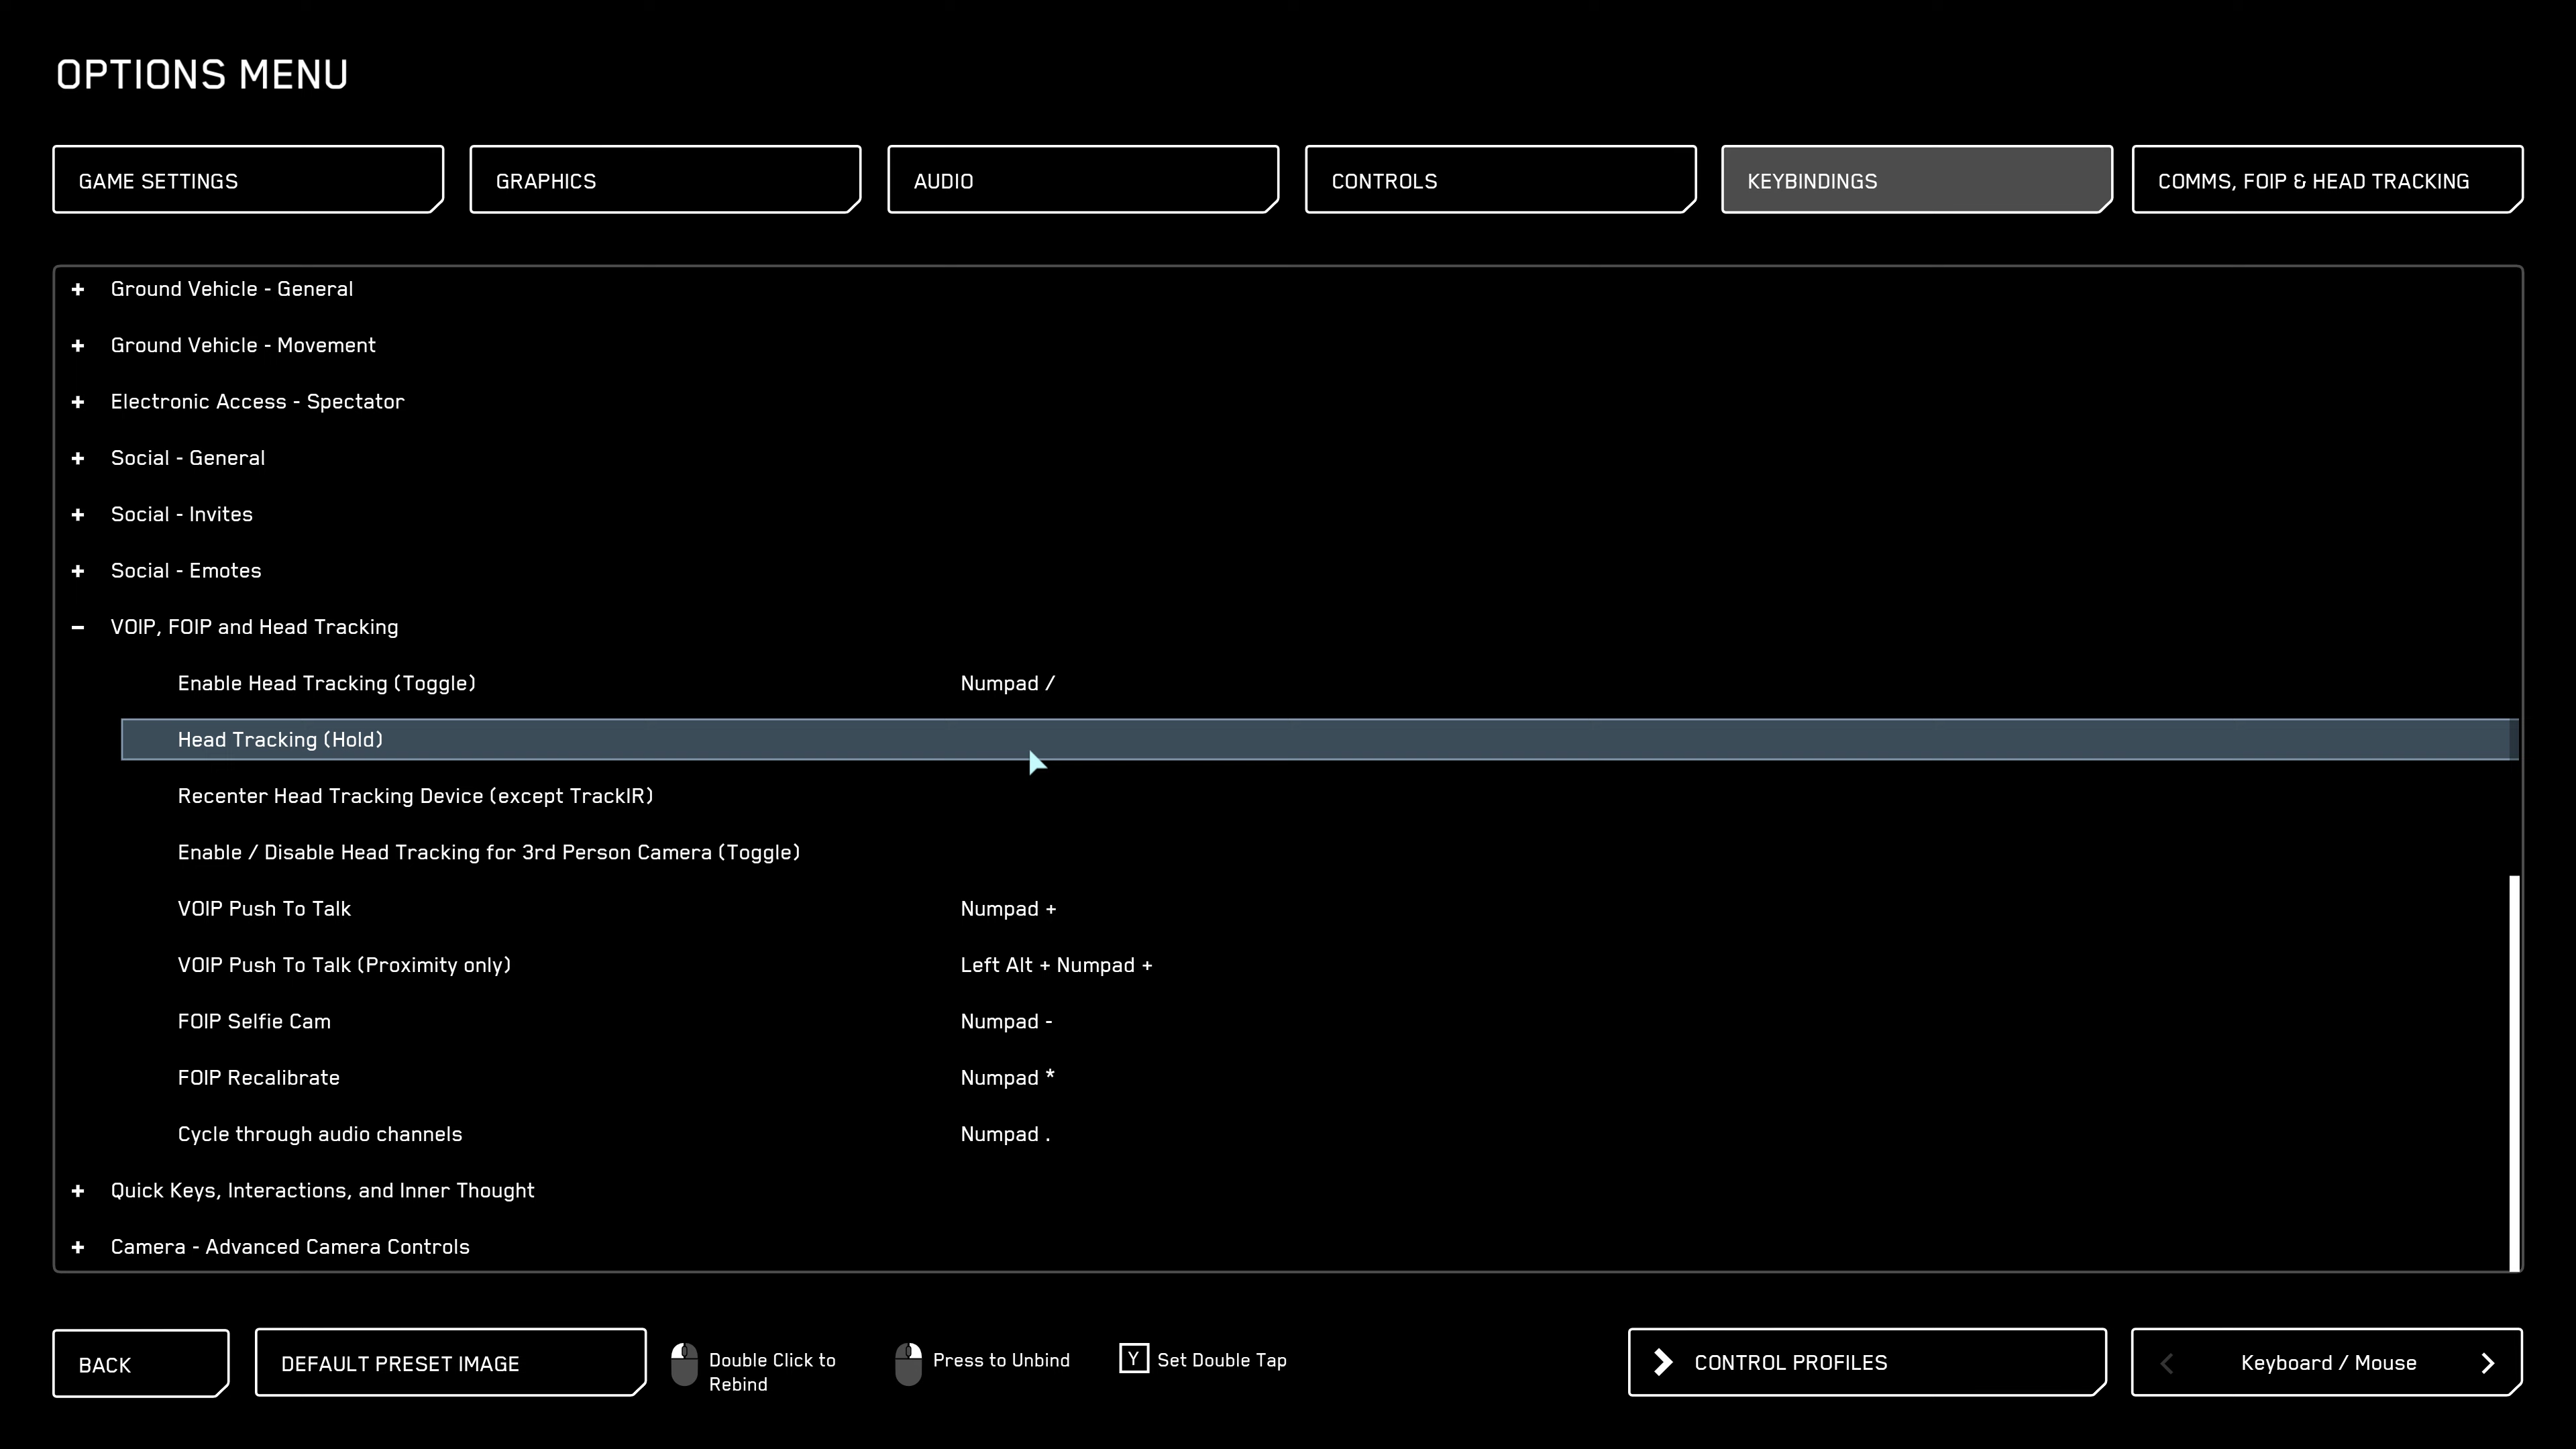 OPTIONS MENU
GAME SETTINGS
GRAPHICS
AUDIO
CONTROLS
KEYBINDINGS
COMMS, FOIP & HEAD TRACKING
+ Ground Vehicle - General
+ Ground Vehicle - Movement
+ Electronic Access - Spectator
+ Social - General
+ Social - Invites
+ Social - Emotes
- VOIP, FOIP and Head Tracking
Enable Head Tracking (Toggle) Numpad /
Head Tracking (Hold)
Recenter Head Tracking Device (except TrackIR)
Enable / Disable Head Tracking for 3rd Person Camera (Toggle)
VOIP Push To Talk Numpad +
VOIP Push To Talk (Proximity only) Left Alt + Numpad +
FOIP Selfie Cam Numpad -
FOIP Recalibrate Numpad *
Cycle through audio channels Numpad .
+ Quick Keys, Interactions, and Inner Thought
+ Camera - Advanced Camera Controls
BACK
DEFAULT PRESET IMAGE
Double Click to
Rebind
Press to Unbind
Y Set Double Tap
CONTROL PROFILES
Keyboard / Mouse